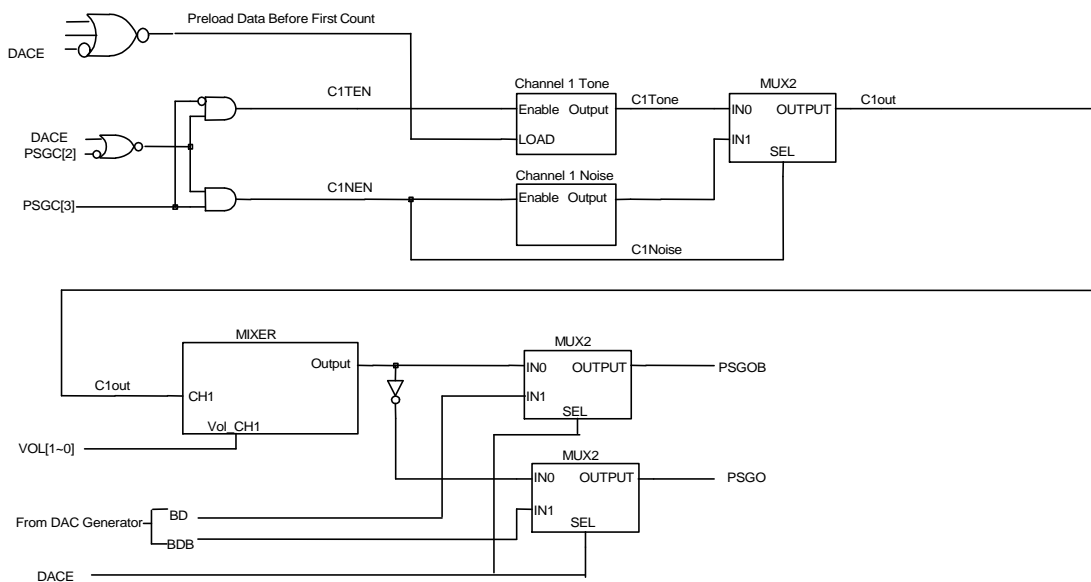 Preload Data Before First Count
DACE
C1TEN
Channel 1 Tone
Enable Output
LOAD
C1Tone
MUX2
IN0 OUTPUT
IN1
SEL
C1out
DACE
PSGC[2]
PSGC[3]
C1NEN
Channel 1 Noise
Enable Output
C1Noise
MIXER
Output
C1out
CH1
Vol_CH1
VOL[1~0]
MUX2
IN0 OUTPUT
IN1
SEL
PSGOB
MUX2
IN0 OUTPUT
IN1
SEL
PSGO
From DAC Generator
BD
BDB
DACE